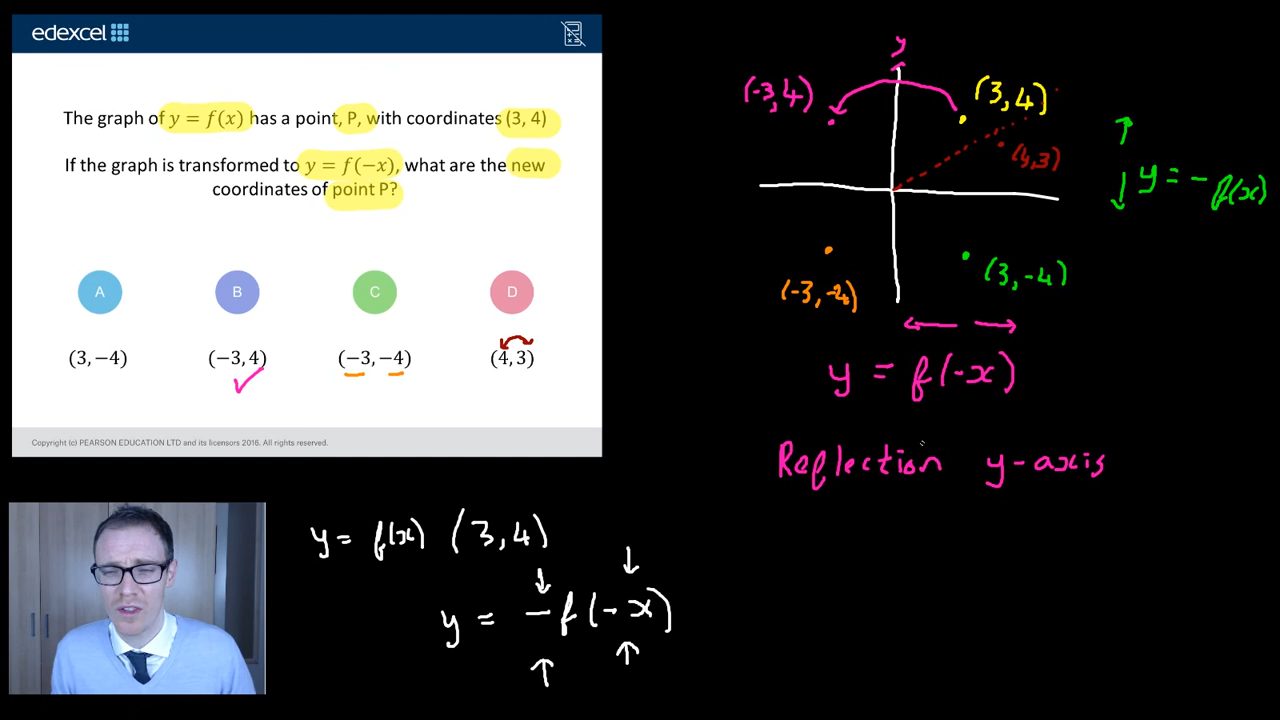 edexcel
The graph of y = f(x) has a point, P, with coordinates (3, 4)
If the graph is transformed to y = f(−x), what are the new
coordinates of point P?
A
B
C
D
(3, −4)
(−3, 4)
(−3, −4)
(4, 3)
Copyright (c) PEARSON EDUCATION LTD and its licensors 2016. All rights reserved.
y = f(x) (3, 4)
y = − f(−x)
y
(-3, 4)
(3, 4)
(4, 3)
y = − f(x)
(-3, -4)
(3, -4)
y = f(-x)
Reflection y-axis